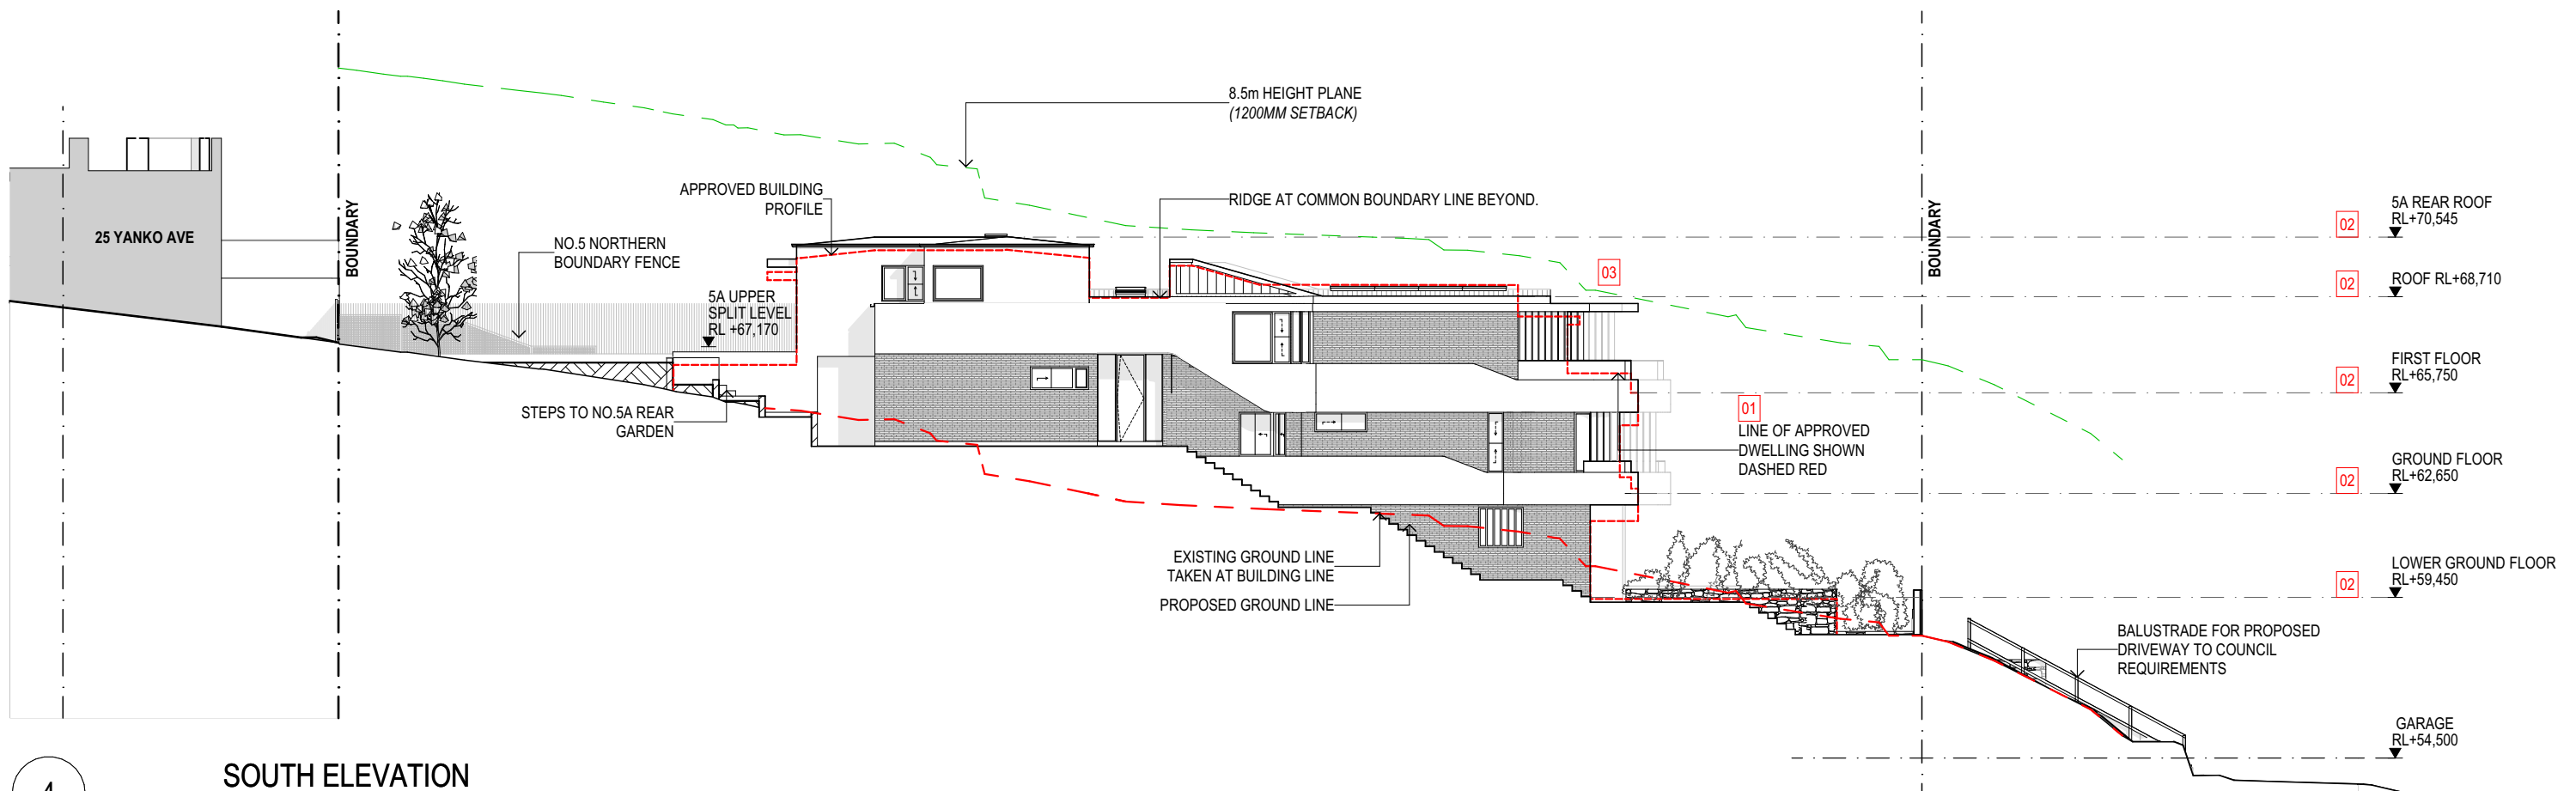 8.5m HEIGHT PLANE
(1200MM SETBACK)
APPROVED BUILDING
PROFILE
RIDGE AT COMMON BOUNDARY LINE BEYOND.
25 YANKO AVE
BOUNDARY
NO.5 NORTHERN
BOUNDARY FENCE
5A UPPER
SPLIT LEVEL
RL +67,170
STEPS TO NO.5A REAR
GARDEN
03
01
LINE OF APPROVED
DWELLING SHOWN
DASHED RED
EXISTING GROUND LINE
TAKEN AT BUILDING LINE
PROPOSED GROUND LINE
BOUNDARY
BALUSTRADE FOR PROPOSED
DRIVEWAY TO COUNCIL
REQUIREMENTS
02
5A REAR ROOF
RL+70,545
02
ROOF RL+68,710
02
FIRST FLOOR
RL+65,750
02
GROUND FLOOR
RL+62,650
02
LOWER GROUND FLOOR
RL+59,450
GARAGE
RL+54,500
4
SOUTH ELEVATION